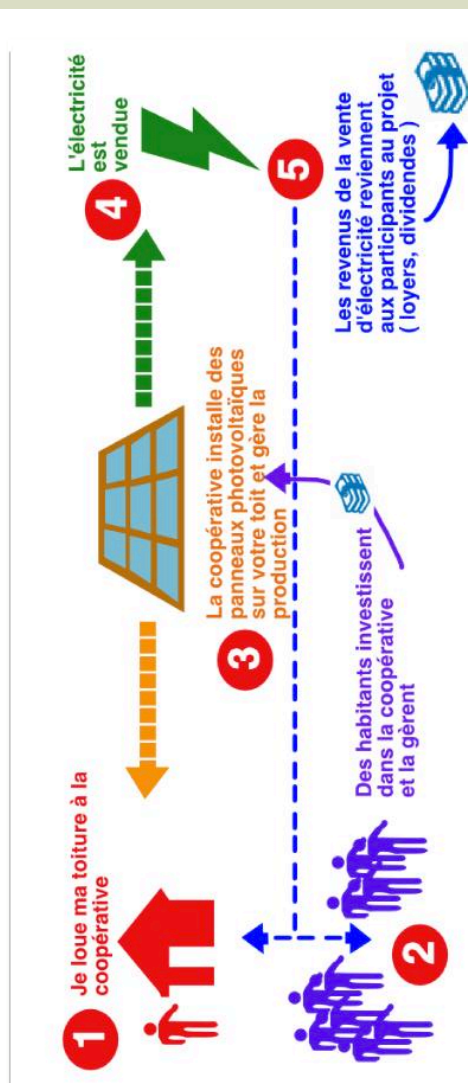 1
Je loue ma toiture à la
coopérative
2
Des habitants investissent
dans la coopérative
et la gèrent
3
La coopérative installe des
panneaux photovoltaïques
sur votre toit et gère la
production
4
L'électricité
est
vendue
5
Les revenus de la vente
d'électricité reviennent
aux participants au projet
( loyers, dividendes )